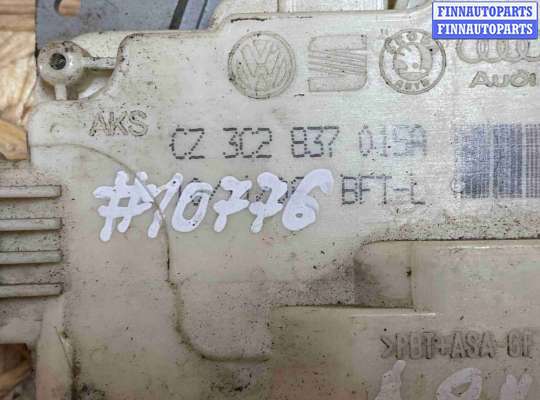 FINNAUTOPARTS
FINNAUTOPARTS
Audi
AKS
CZ 3C2 837 015A
BFT-L
#10776
>PBT+ASA-GF